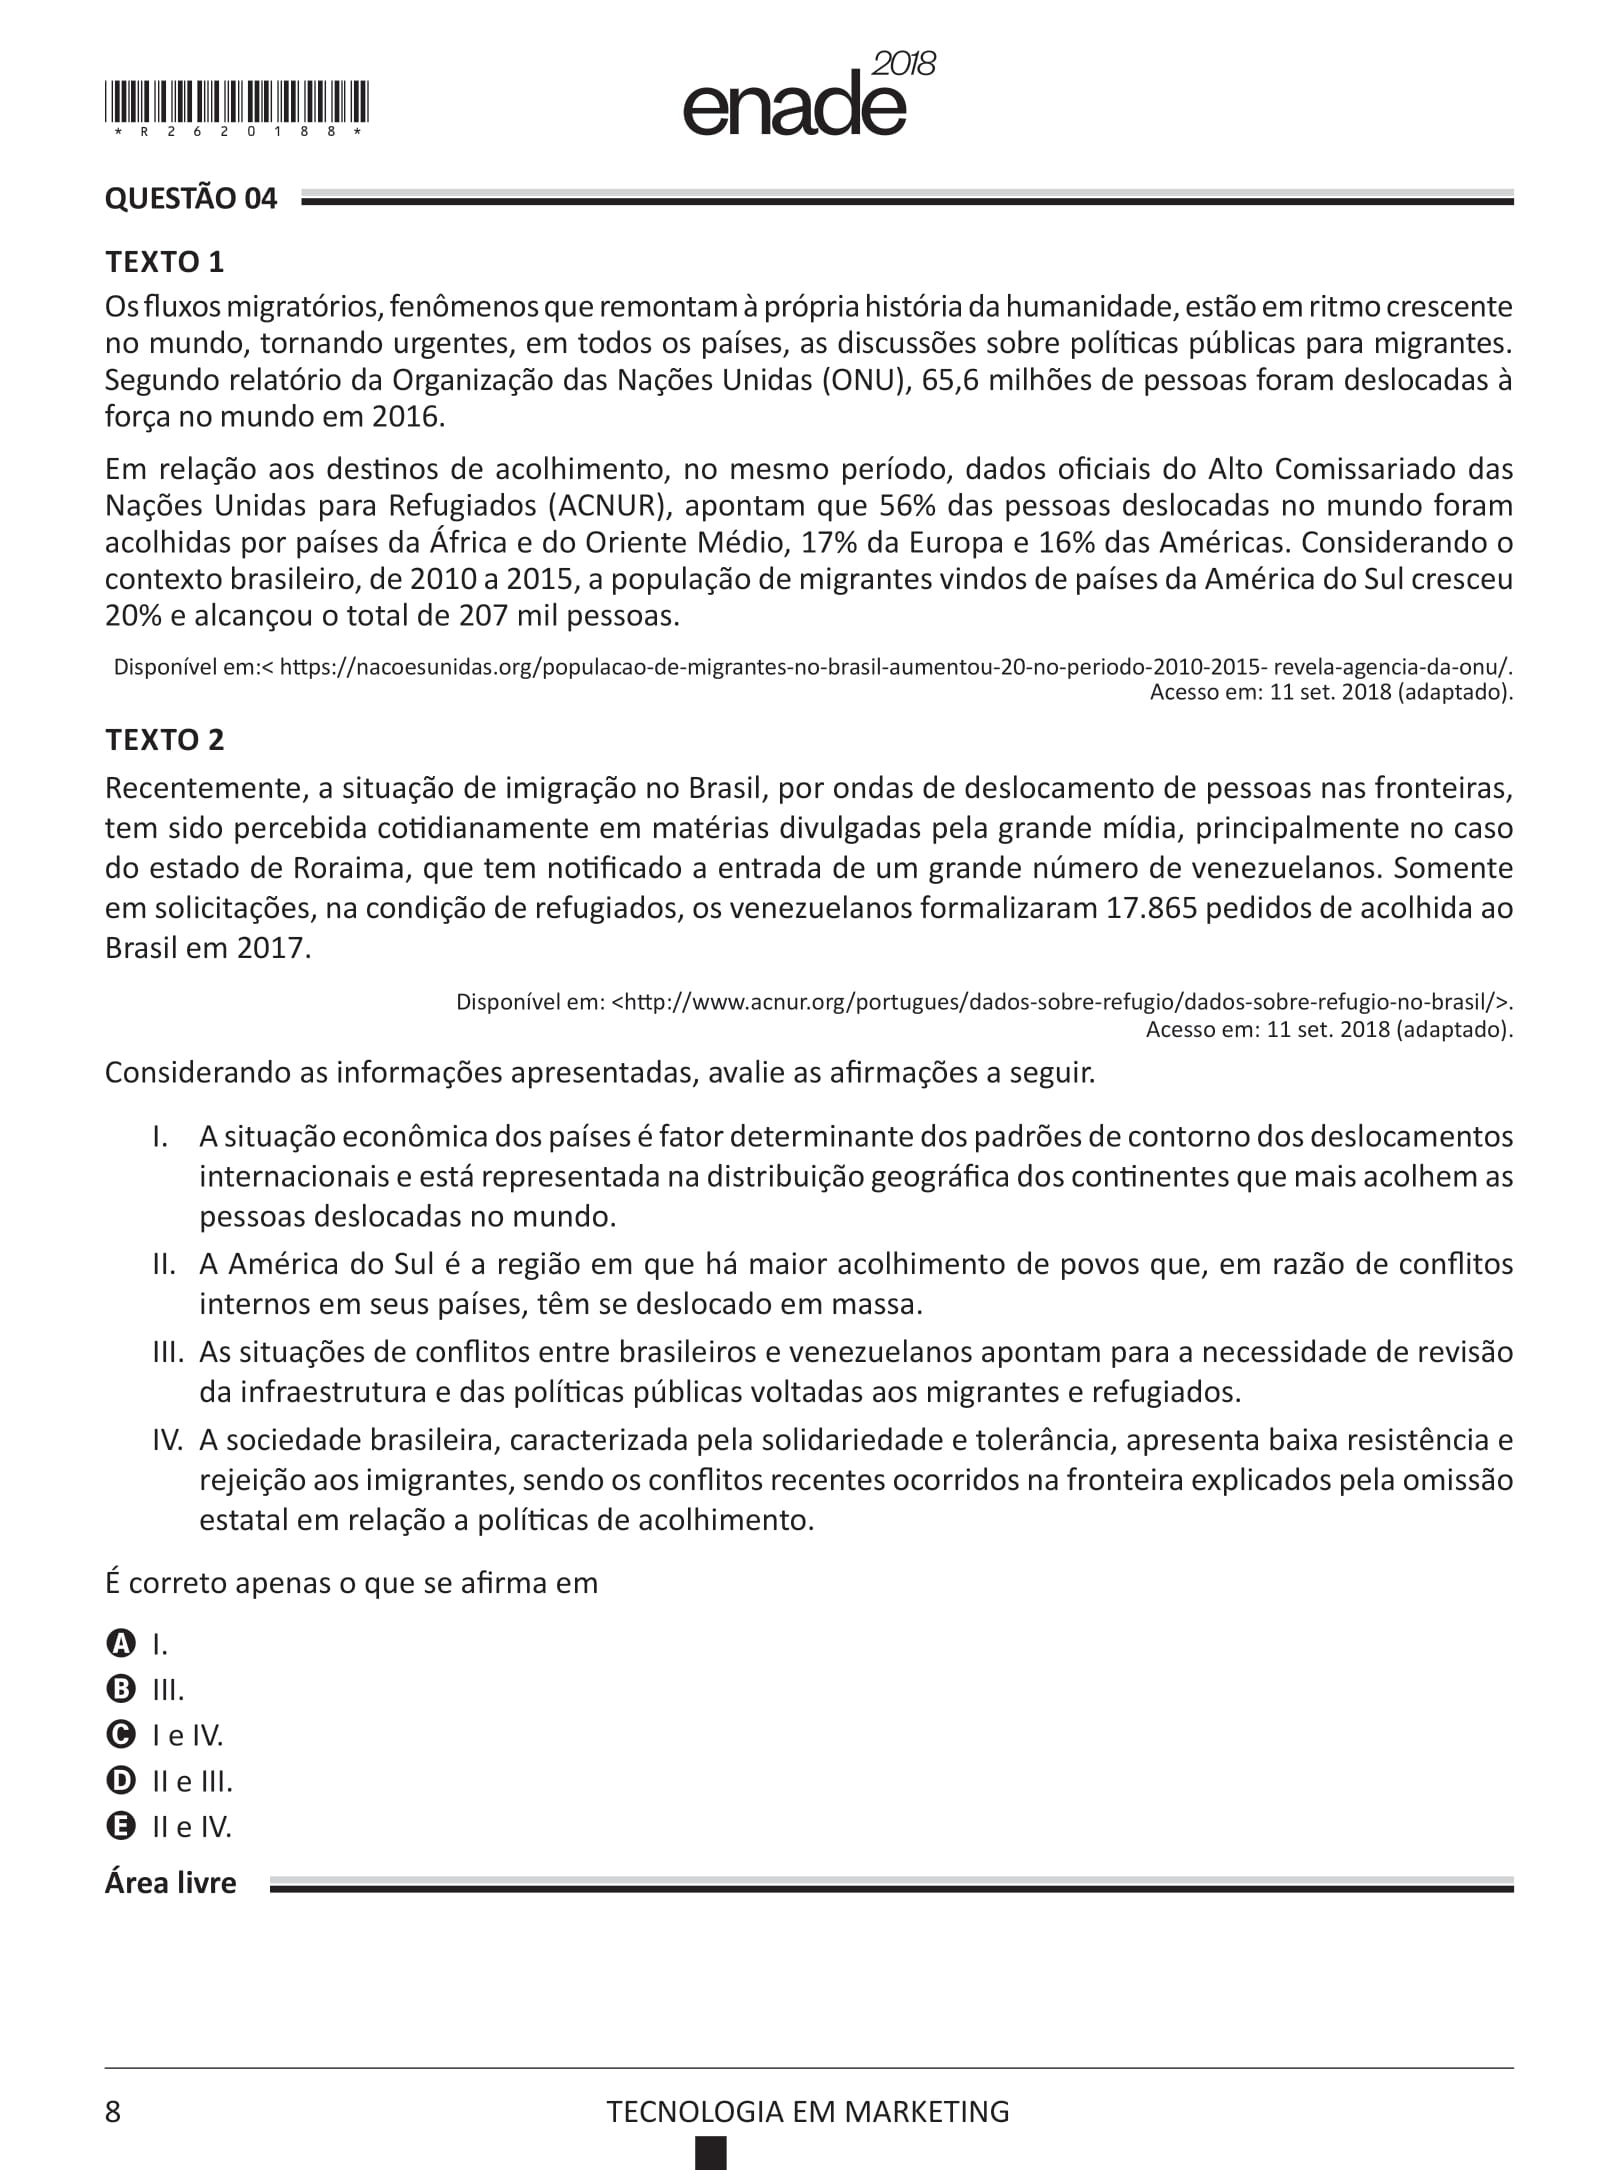 enade 2018
* R 2 6 2 0 1 8 8 *
QUESTÃO 04
TEXTO 1
Os fluxos migratórios, fenômenos que remontam à própria história da humanidade, estão em ritmo crescente
no mundo, tornando urgentes, em todos os países, as discussões sobre políticas públicas para migrantes.
Segundo relatório da Organização das Nações Unidas (ONU), 65,6 milhões de pessoas foram deslocadas à
força no mundo em 2016.
Em relação aos destinos de acolhimento, no mesmo período, dados oficiais do Alto Comissariado das
Nações Unidas para Refugiados (ACNUR), apontam que 56% das pessoas deslocadas no mundo foram
acolhidas por países da África e do Oriente Médio, 17% da Europa e 16% das Américas. Considerando o
contexto brasileiro, de 2010 a 2015, a população de migrantes vindos de países da América do Sul cresceu
20% e alcançou o total de 207 mil pessoas.
Disponível em:< https://nacoesunidas.org/populacao-de-migrantes-no-brasil-aumentou-20-no-periodo-2010-2015- revela-agencia-da-onu/.
Acesso em: 11 set. 2018 (adaptado).
TEXTO 2
Recentemente, a situação de imigração no Brasil, por ondas de deslocamento de pessoas nas fronteiras,
tem sido percebida cotidianamente em matérias divulgadas pela grande mídia, principalmente no caso
do estado de Roraima, que tem notificado a entrada de um grande número de venezuelanos. Somente
em solicitações, na condição de refugiados, os venezuelanos formalizaram 17.865 pedidos de acolhida ao
Brasil em 2017.
Disponível em: <http://www.acnur.org/portugues/dados-sobre-refugio/dados-sobre-refugio-no-brasil/>.
Acesso em: 11 set. 2018 (adaptado).
Considerando as informações apresentadas, avalie as afirmações a seguir.
I. A situação econômica dos países é fator determinante dos padrões de contorno dos deslocamentos
internacionais e está representada na distribuição geográfica dos continentes que mais acolhem as
pessoas deslocadas no mundo.
II. A América do Sul é a região em que há maior acolhimento de povos que, em razão de conflitos
internos em seus países, têm se deslocado em massa.
III. As situações de conflitos entre brasileiros e venezuelanos apontam para a necessidade de revisão
da infraestrutura e das políticas públicas voltadas aos migrantes e refugiados.
IV. A sociedade brasileira, caracterizada pela solidariedade e tolerância, apresenta baixa resistência e
rejeição aos imigrantes, sendo os conflitos recentes ocorridos na fronteira explicados pela omissão
estatal em relação a políticas de acolhimento.
É correto apenas o que se afirma em
A I.
B III.
C I e IV.
D II e III.
E II e IV.
Área livre
8 TECNOLOGIA EM MARKETING